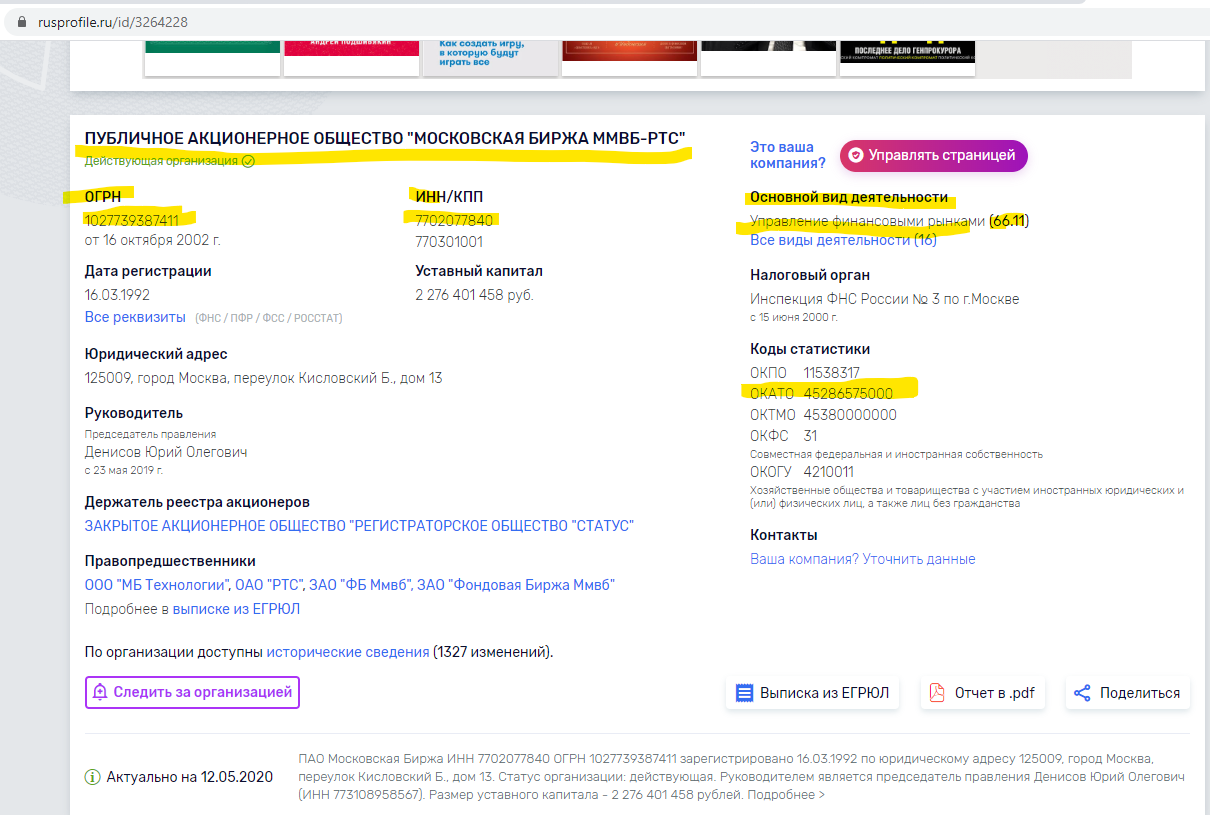 rusprofile.ru/id/3264228
АНДРЕЙ ПОДШИБЯКИН
Как создать игру,
в которую будут
играть все
ПОСЛЕДНЕЕ ДЕЛО ГЕНПРОКУРОРА
ПУБЛИЧНОЕ АКЦИОНЕРНОЕ ОБЩЕСТВО "МОСКОВСКАЯ БИРЖА ММВБ-РТС"
Действующая организация
ОГРН
1027739387411
от 16 октября 2002 г.
ИНН/КПП
7702077840
770301001
Дата регистрации
16.03.1992
Уставный капитал
2 276 401 458 руб.
Все реквизиты (ФНС / ПФР / ФСС / РОССТАТ)
Юридический адрес
125009, город Москва, переулок Кисловский Б., дом 13
Руководитель
Председатель правления
Денисов Юрий Олегович
с 23 мая 2019 г.
Держатель реестра акционеров
ЗАКРЫТОЕ АКЦИОНЕРНОЕ ОБЩЕСТВО "РЕГИСТРАТОРСКОЕ ОБЩЕСТВО "СТАТУС"
Правопредшественники
ООО "МБ Технологии", ОАО "РТС", ЗАО "ФБ Ммвб", ЗАО "Фондовая Биржа Ммвб"
Подробнее в выписке из ЕГРЮЛ
Это ваша
компания?
Управлять страницей
Основной вид деятельности
Управление финансовыми рынками (66.11)
Все виды деятельности (16)
Налоговый орган
Инспекция ФНС России № 3 по г.Москве
с 15 июня 2000 г.
Коды статистики
ОКПО 11538317
ОКАТО 45286575000
ОКТМО 45380000000
ОКФС 31
Совместная федеральная и иностранная собственность
ОКОГУ 4210011
Хозяйственные общества и товарищества с участием иностранных юридических и
(или) физических лиц, а также лиц без гражданства
Контакты
Ваша компания? Уточнить данные
По организации доступны исторические сведения (1327 изменений).
Следить за организацией
Выписка из ЕГРЮЛ
Отчет в .pdf
Поделиться
Актуально на 12.05.2020
ПАО Московская Биржа ИНН 7702077840 ОГРН 1027739387411 зарегистрировано 16.03.1992 по юридическому адресу 125009, город Москва,
переулок Кисловский Б., дом 13. Статус организации: действующая. Руководителем является председатель правления Денисов Юрий Олегович
(ИНН 773108958567). Размер уставного капитала - 2 276 401 458 рублей. Подробнее >